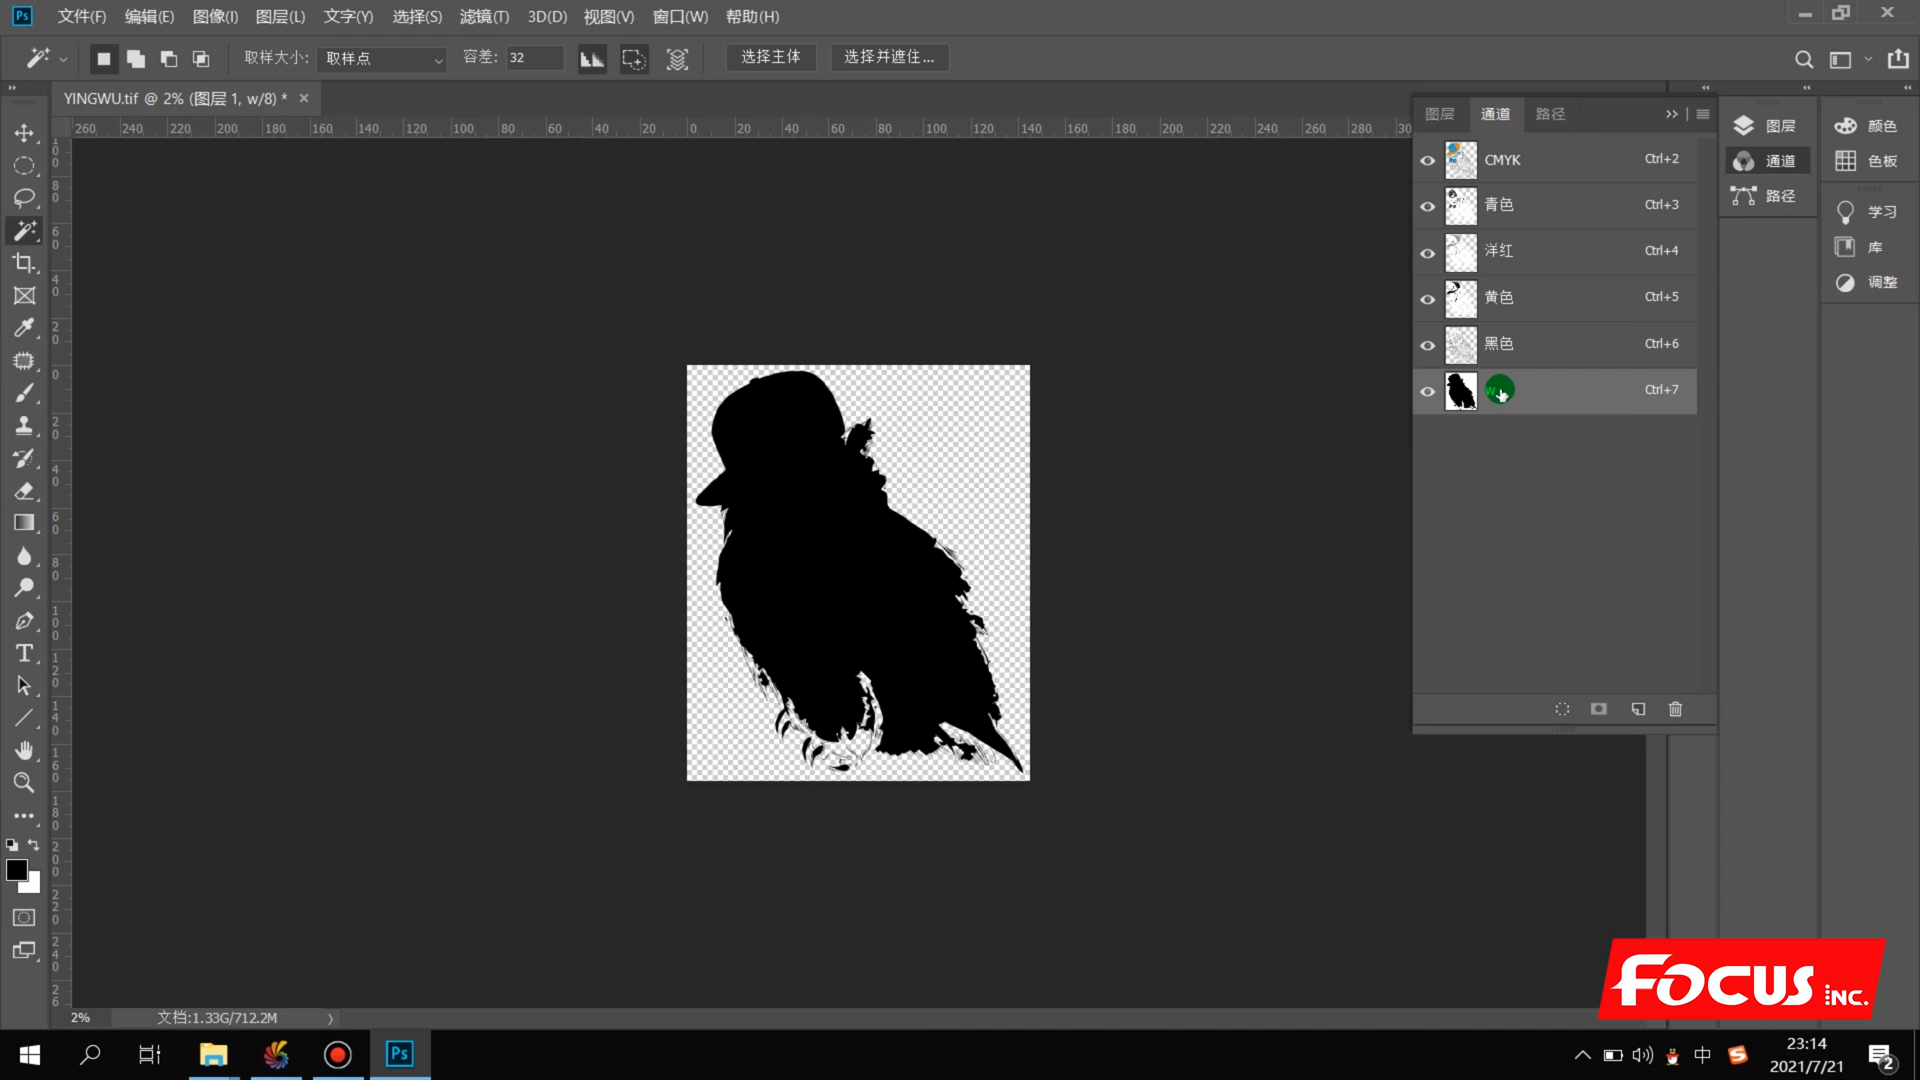 Ps 文件(F) 编辑(E) 图像(I) 图层(L) 文字(Y) 选择(S) 滤镜(T) 3D(D) 视图(V) 窗口(W) 帮助(H)
取样大小: 取样点 容差: 32 选择主体 选择并遮住...
YINGWU.tif @ 2% (图层 1, w/8) *
260 240 220 200 180 160 140 120 100 80 60 40 20 0 20 40 60 80 100 120 140 160 180 200 220 240 260 280 30
图层 通道 路径
CMYK Ctrl+2
青色 Ctrl+3
洋红 Ctrl+4
黄色 Ctrl+5
黑色 Ctrl+6
w Ctrl+7
图层
通道
路径
颜色
色板
学习
库
调整
FOCUS INC.
2% 文档:1.33G/712.2M
Ps
中
23:14
2021/7/21
2